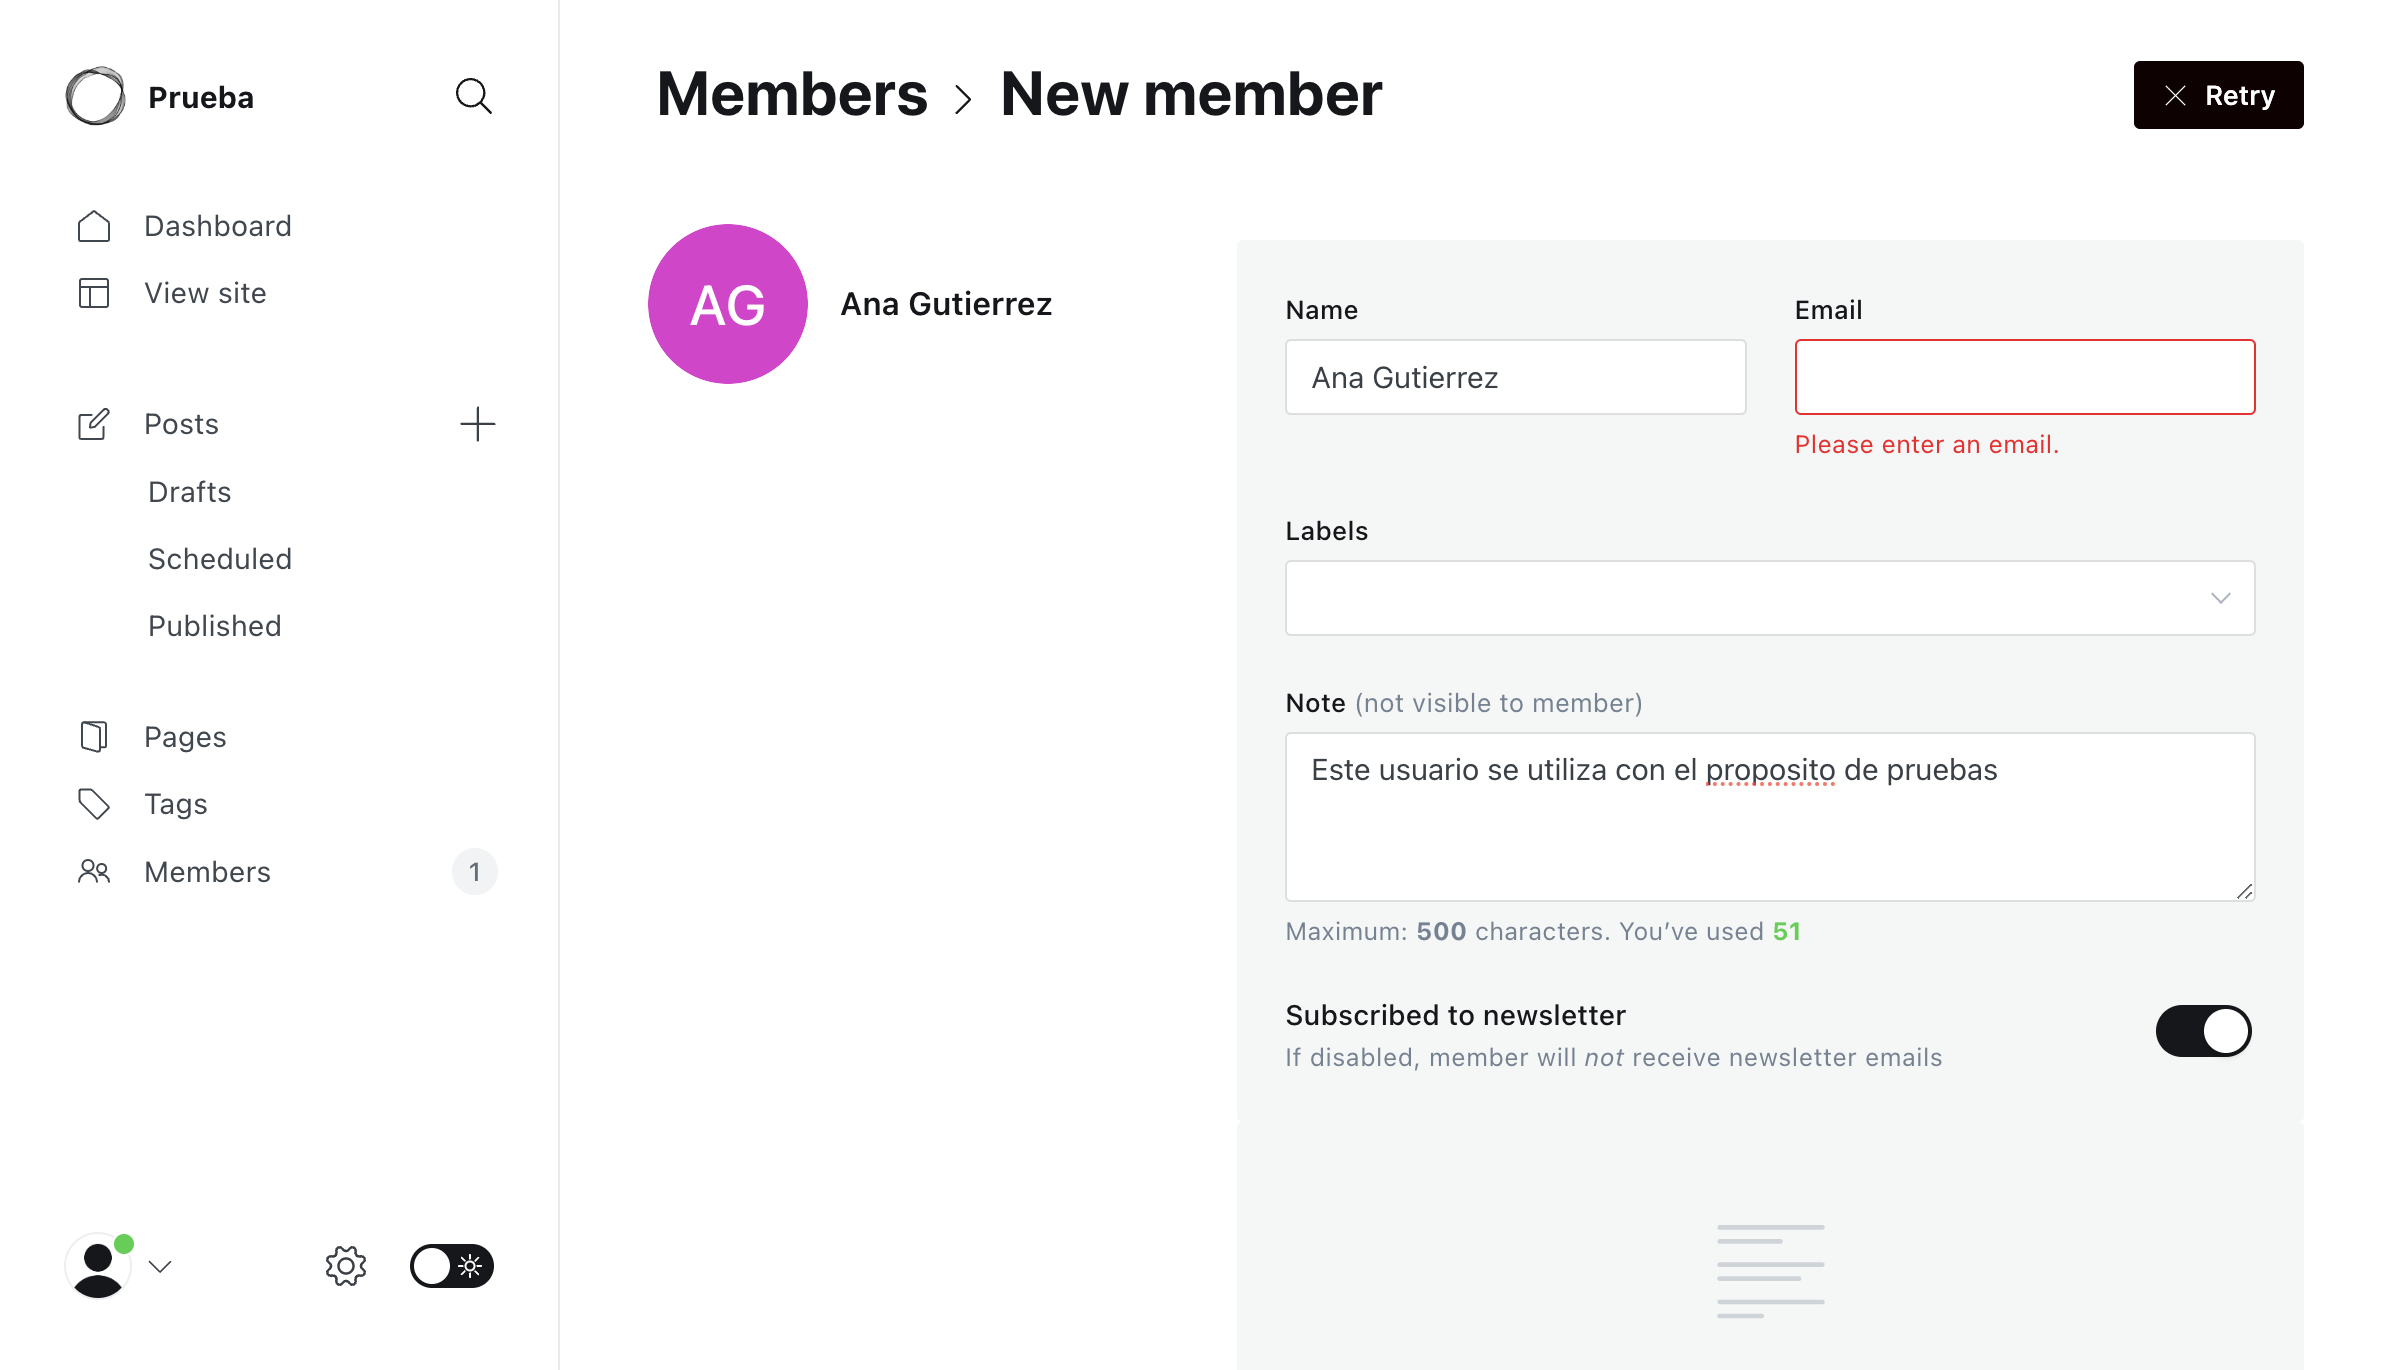 Prueba
Dashboard
View site
Posts
Drafts
Scheduled
Published
Pages
Tags
Members 1
Members > New member
Retry
AG
Ana Gutierrez
Name
Ana Gutierrez
Email
Please enter an email.
Labels
Note (not visible to member)
Este usuario se utiliza con el proposito de pruebas
Maximum: 500 characters. You’ve used 51
Subscribed to newsletter
If disabled, member will not receive newsletter emails